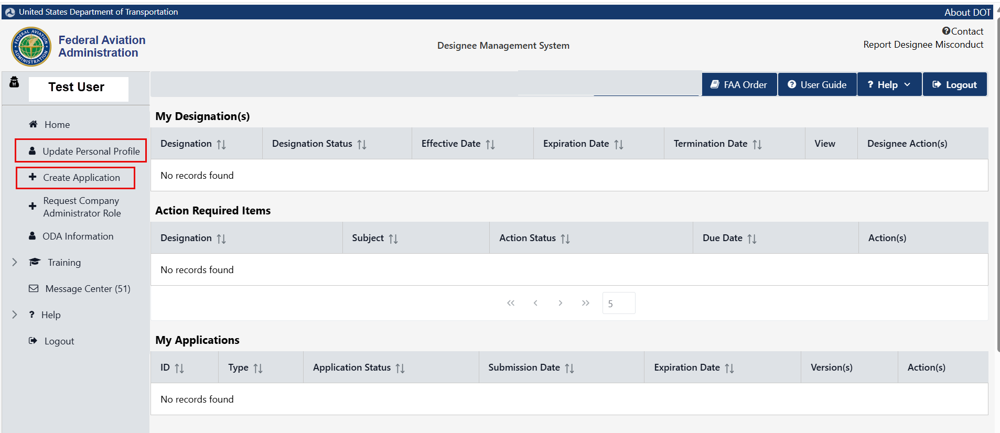 United States Department of Transportation
About DOT
Federal Aviation
Administration
Designee Management System
Contact
Report Designee Misconduct
Test User
FAA Order
User Guide
? Help
Logout
Home
Update Personal Profile
Create Application
Request Company
Administrator Role
ODA Information
Training
Message Center (51)
? Help
Logout
My Designation(s)
Designation Designation Status Effective Date Expiration Date Termination Date View Designee Action(s)
No records found
Action Required Items
Designation Subject Action Status Due Date Action(s)
No records found
5
My Applications
ID Type Application Status Submission Date Expiration Date Version(s) Action(s)
No records found